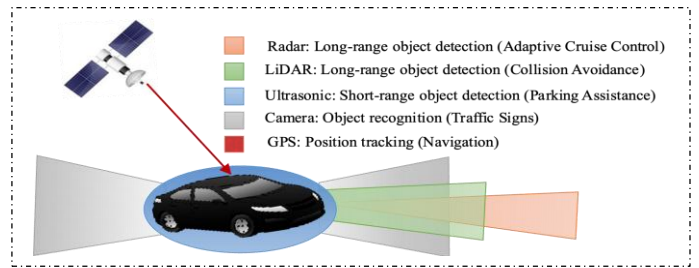 Radar: Long-range object detection (Adaptive Cruise Control)
LiDAR: Long-range object detection (Collision Avoidance)
Ultrasonic: Short-range object detection (Parking Assistance)
Camera: Object recognition (Traffic Signs)
GPS: Position tracking (Navigation)